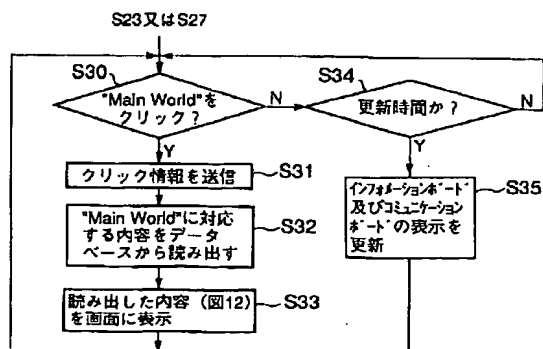 S23又はS27
S30
"Main World"を
クリック？
N
Y
S34
更新時間か？
N
Y
クリック情報を送信
S31
"Main World"に対応
する内容をデータ
ベースから読み出す
S32
読み出した内容（図12）
を画面に表示
S33
インフォメーションボード
及びコミュニケーション
ボードの表示を
更新
S35